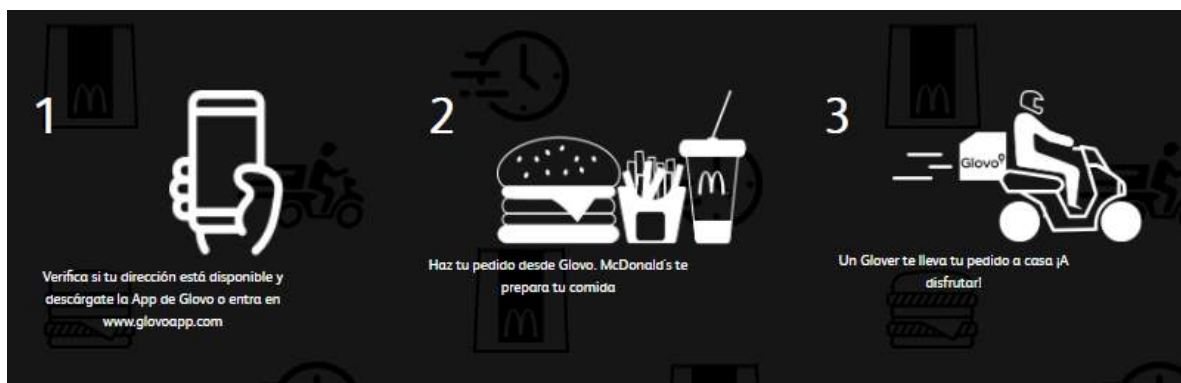 1
Verifica si tu dirección está disponible y
descárgate la App de Glovo o entra en
www.glovoapp.com
2
Haz tu pedido desde Glovo. McDonald's te
prepara tu comida
3
Glovo
Un Glover te lleva tu pedido a casa ¡A
disfrutar!